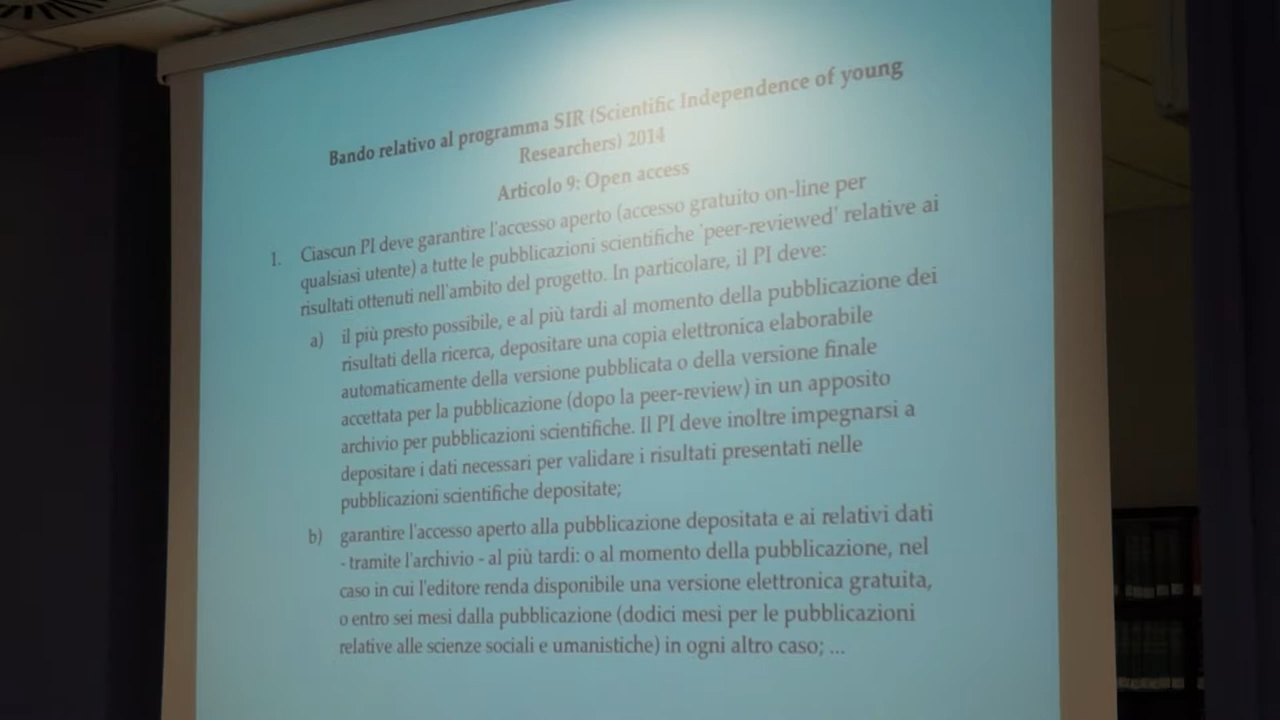 Bando relativo al programma SIR (Scientific Independence of young
Researchers) 2014
Articolo 9: Open access
1. Ciascun PI deve garantire l'accesso aperto (accesso gratuito on-line per
qualsiasi utente) a tutte le pubblicazioni scientifiche 'peer-reviewed' relative ai
risultati ottenuti nell'ambito del progetto. In particolare, il PI deve:
a) il più presto possibile, e al più tardi al momento della pubblicazione dei
risultati della ricerca, depositare una copia elettronica elaborabile
automaticamente della versione pubblicata o della versione finale
accettata per la pubblicazione (dopo la peer-review) in un apposito
archivio per pubblicazioni scientifiche. Il PI deve inoltre impegnarsi a
depositare i dati necessari per validare i risultati presentati nelle
pubblicazioni scientifiche depositate;
b) garantire l'accesso aperto alla pubblicazione depositata e ai relativi dati
- tramite l'archivio - al più tardi: o al momento della pubblicazione, nel
caso in cui l'editore renda disponibile una versione elettronica gratuita,
o entro sei mesi dalla pubblicazione (dodici mesi per le pubblicazioni
relative alle scienze sociali e umanistiche) in ogni altro caso; ...